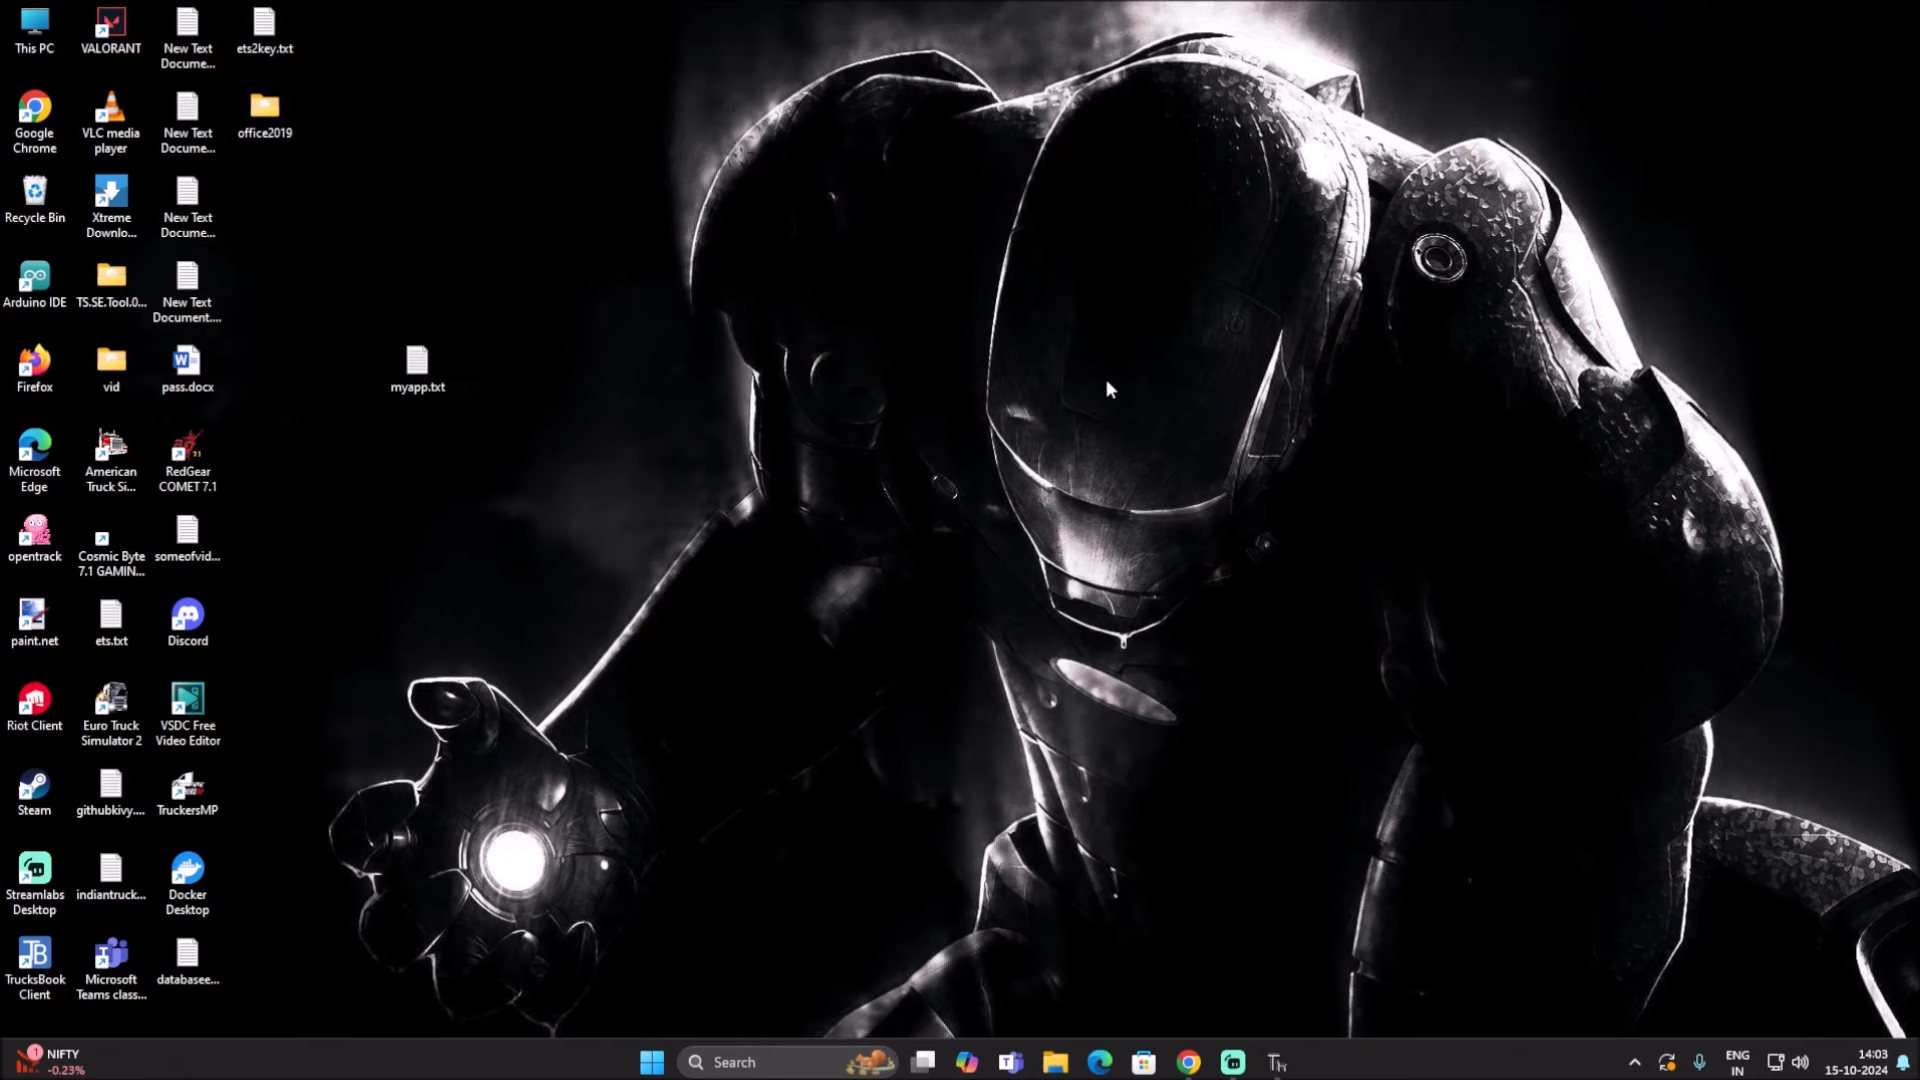 This PC
VALORANT
New Text
Docume...
ets2key.txt
Google
Chrome
VLC media
player
New Text
Docume...
office2019
Recycle Bin
Xtreme
Downlo...
New Text
Docume...
Arduino IDE
TS.SE.Tool.0...
New Text
Document....
Firefox
vid
pass.docx
myapp.txt
Microsoft
Edge
American
Truck Si...
RedGear
COMET 7.1
opentrack
Cosmic Byte
7.1 GAMIN...
someofvid...
paint.net
ets.txt
Discord
Riot Client
Euro Truck
Simulator 2
VSDC Free
Video Editor
Steam
githubkivy....
TruckersMP
Streamlabs
Desktop
indiantruck...
Docker
Desktop
TrucksBook
Client
Microsoft
Teams class...
databasee...
1
NIFTY
-0.23%
Search
ENG
IN
14:03
15-10-2024